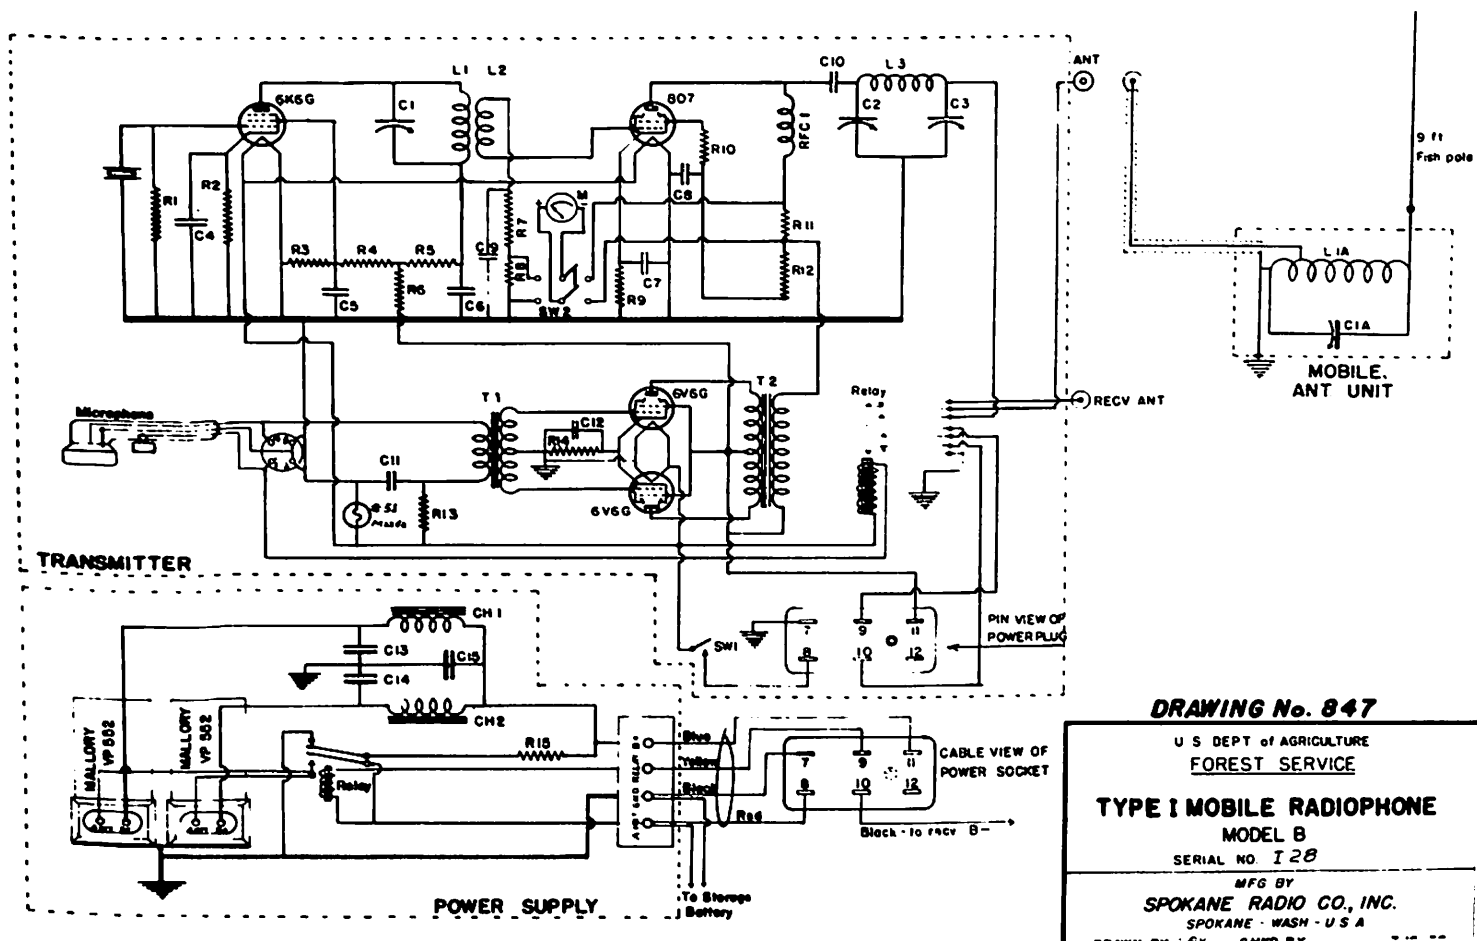 ANT
C10
L3
L1
L2
6K6G
C1
807
C2
C3
RFC 1
R10
9 ft
Fish pole
R1
R2
C8
M
+
-
C4
R7
R11
R3
R4
R5
R8
C7
R12
L1A
R6
C5
C6
R9
SW2
C1A
MOBILE.
ANT UNIT
T1
6V6G
T2
Relay
RECV ANT
Microphone
C12
R14
C11
6V6G
R13
TRANSMITTER
CH1
C13
C15
C14
SW1
7
9
11
8
10
12
PIN VIEW OF
POWER PLUG
CH2
MALLORY
VP 552
MALLORY
VP 552
R15
Relay
B+
RELAY
GND
A HOT
Blue
Yellow
Black
Red
7
9
11
8
10
12
CABLE VIEW OF
POWER SOCKET
Black - to recv B-
To Storage
Battery
POWER SUPPLY
DRAWING No. 847
U S DEPT of AGRICULTURE
FOREST SERVICE
TYPE I MOBILE RADIOPHONE
MODEL B
SERIAL NO. I 28
MFG BY
SPOKANE RADIO CO., INC.
SPOKANE - WASH - U S A